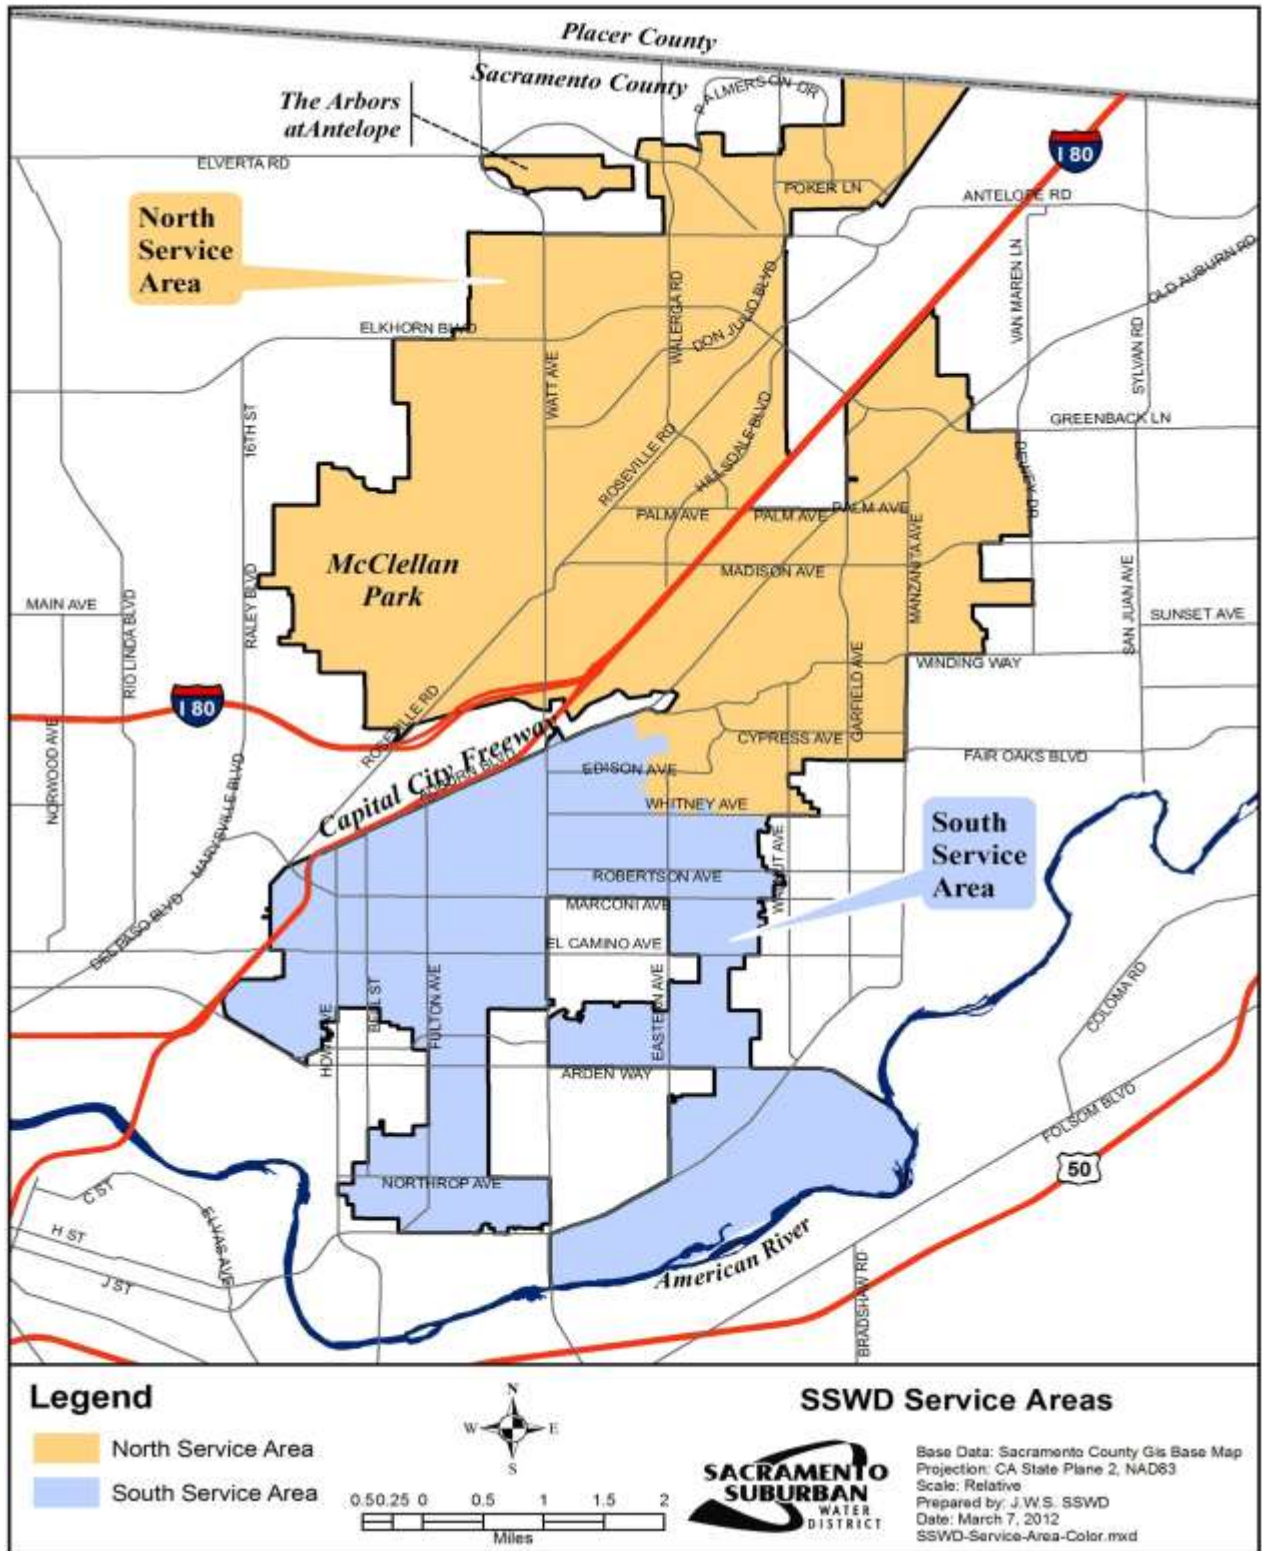 Placer County
Sacramento County
PALMERSON DR
The Arbors
atAntelope
I 80
ELVERTA RD
POKER LN
ANTELOPE RD
North
Service
Area
VAN MAREN LN
OLD AUBURN RD
WALERGA RD
DON JULIO BLVD
ELKHORN BLVD
SYLVAN RD
WATT AVE
16TH ST
GREENBACK LN
HILLSDALE BLVD
ROSEVILLE RD
DEWEY DR
PALM AVE
PALM AVE
PALM AVE
McClellan
Park
MADISON AVE
MANZANITA AVE
MAIN AVE
RIO LINDA BLVD
RALEY BLVD
SAN JUAN AVE
SUNSET AVE
WINDING WAY
GARFIELD AVE
I 80
ROSEVILLE RD
NORWOOD AVE
CYPRESS AVE
FAIR OAKS BLVD
Capital City Freeway
EDISON AVE
MARYSVILLE BLVD
WHITNEY AVE
South
Service
Area
WALNUT AVE
ROBERTSON AVE
MARCONI AVE
DEL PASO BLVD
EL CAMINO AVE
HOWE AVE
BELL ST
FULTON AVE
EASTERN AVE
COLOMA RD
ARDEN WAY
FOLSOM BLVD
50
NORTHROP AVE
C ST
H ST
J ST
ELVAS AVE
American River
BRADSHAW RD
Legend
North Service Area
South Service Area
N
W E
S
0.5 0.25 0 0.5 1 1.5 2
Miles
SSWD Service Areas
SACRAMENTO
SUBURBAN
WATER
DISTRICT
Base Data: Sacramento County Gis Base Map
Projection: CA State Plane 2, NAD83
Scale: Relative
Prepared by: J.W.S. SSWD
Date: March 7, 2012
SSWD-Service-Area-Color.mxd